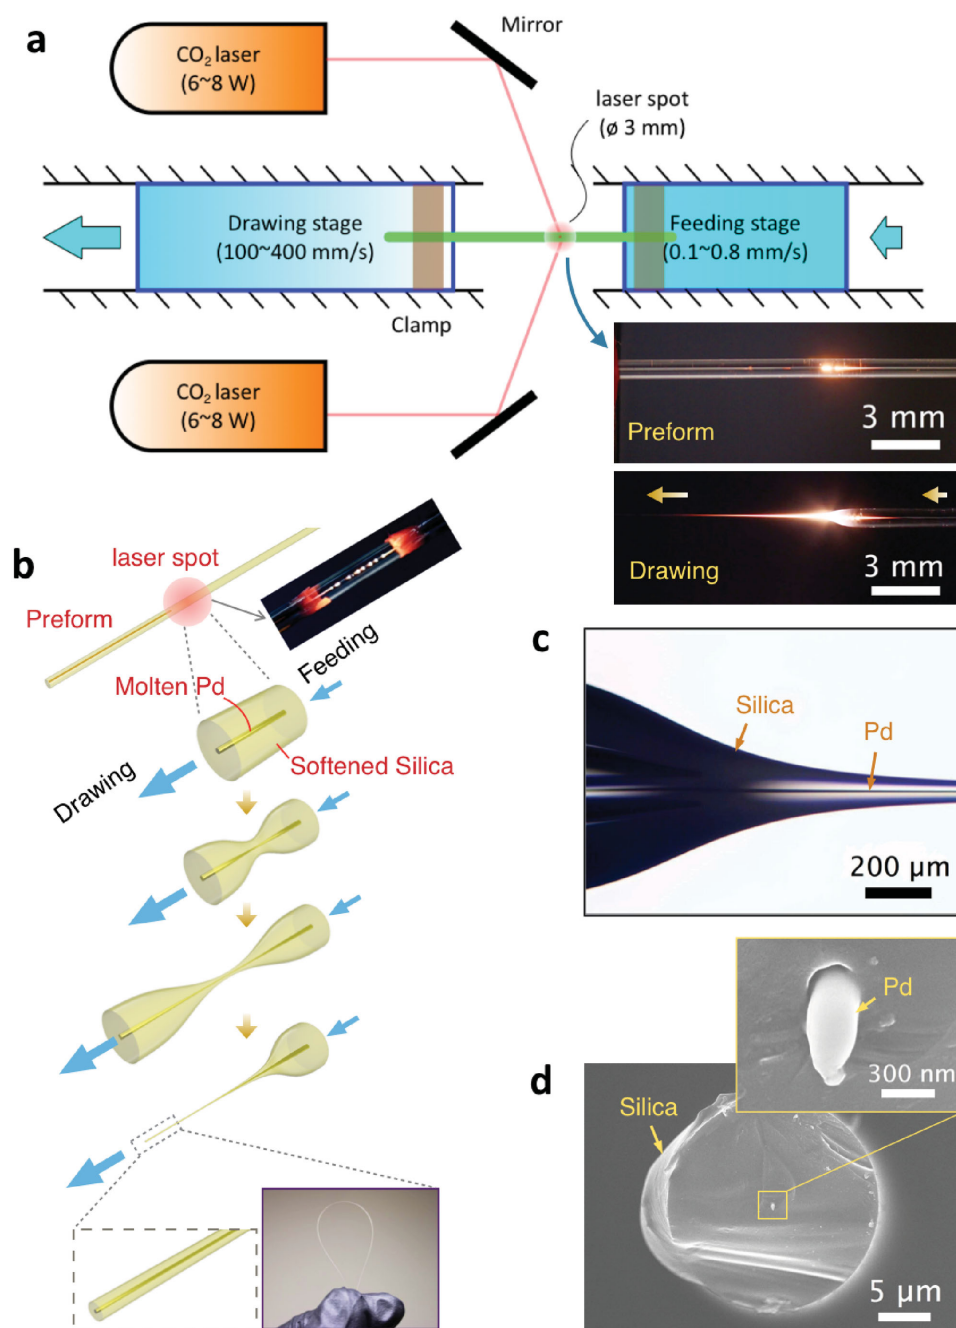 a
CO₂ laser
(6~8 W)
Mirror
laser spot
(ø 3 mm)
Drawing stage
(100~400 mm/s)
Feeding stage
(0.1~0.8 mm/s)
Clamp
CO₂ laser
(6~8 W)
Preform
3 mm
Drawing
3 mm
b
laser spot
Preform
Feeding
Molten Pd
Softened Silica
Drawing
c
Silica
Pd
200 µm
Pd
300 nm
d
Silica
5 µm